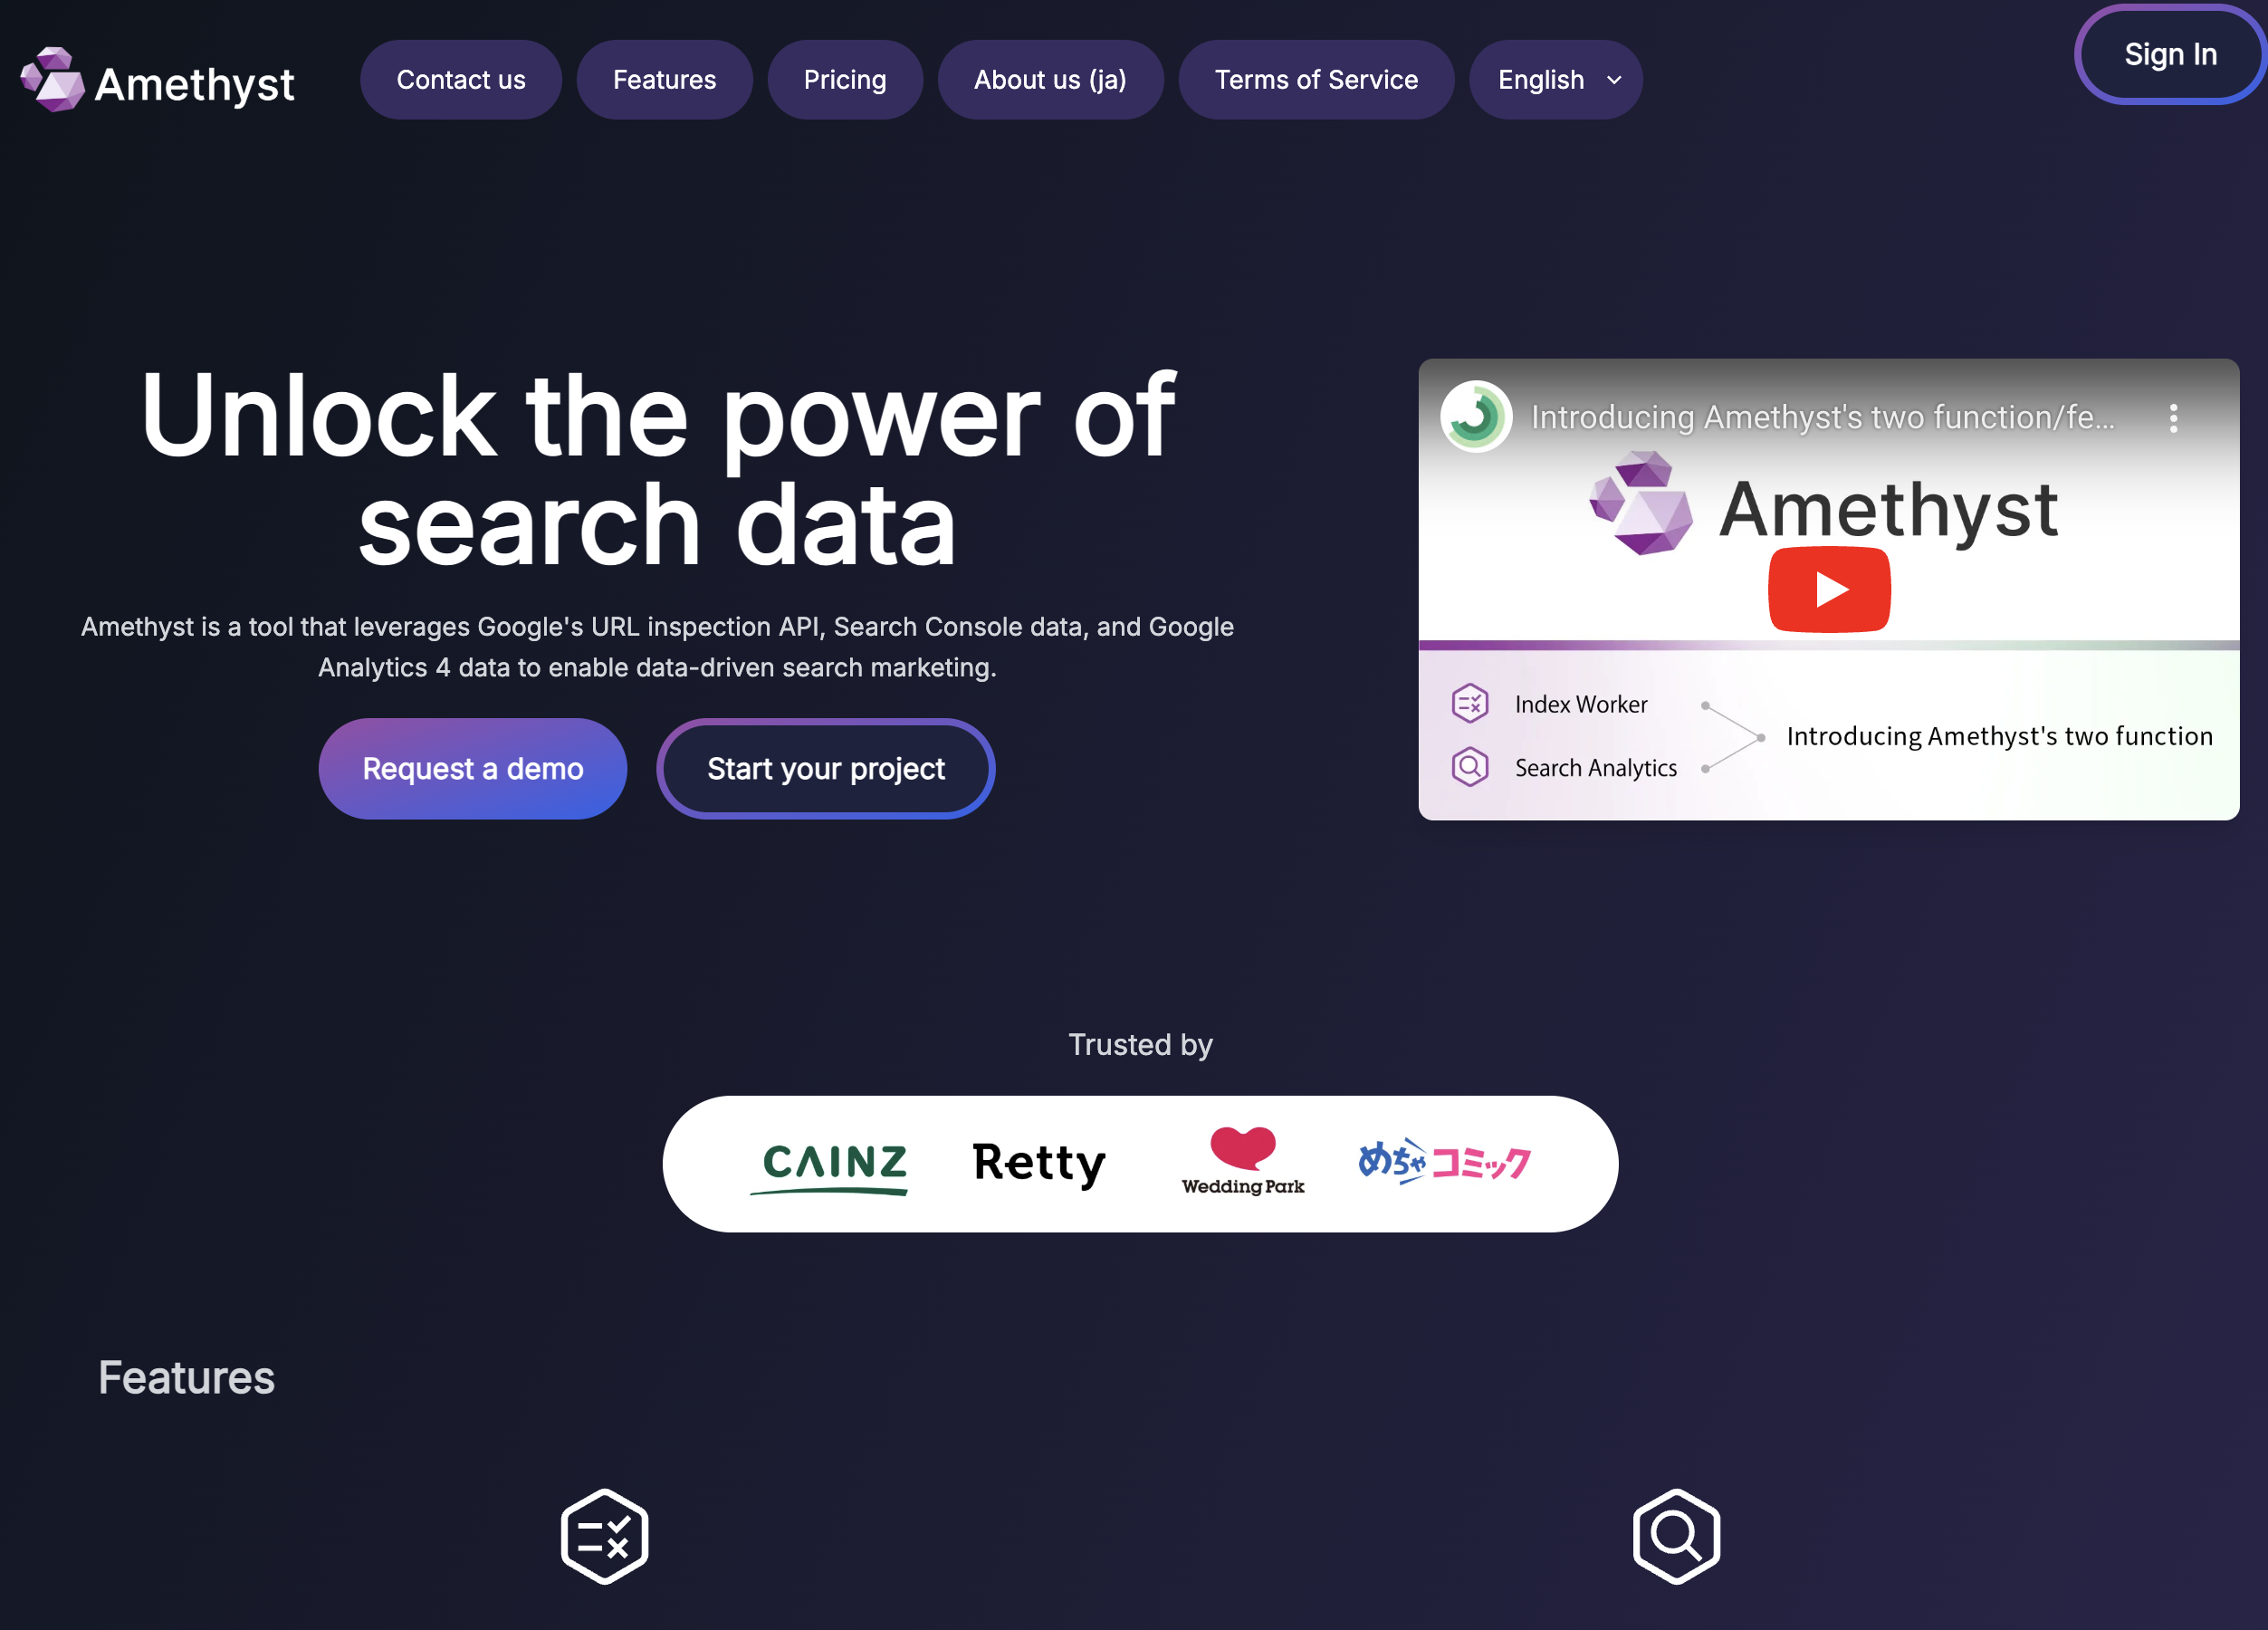 Amethyst
Contact us
Features
Pricing
About us (ja)
Terms of Service
English
Sign In
Unlock the power of
search data
Amethyst is a tool that leverages Google's URL inspection API, Search Console data, and Google
Analytics 4 data to enable data-driven search marketing.
Request a demo
Start your project
Introducing Amethyst's two function/fe...
Amethyst
Index Worker
Search Analytics
Introducing Amethyst's two function
Trusted by
CAINZ
Retty
Wedding Park
めちゃコミック
Features